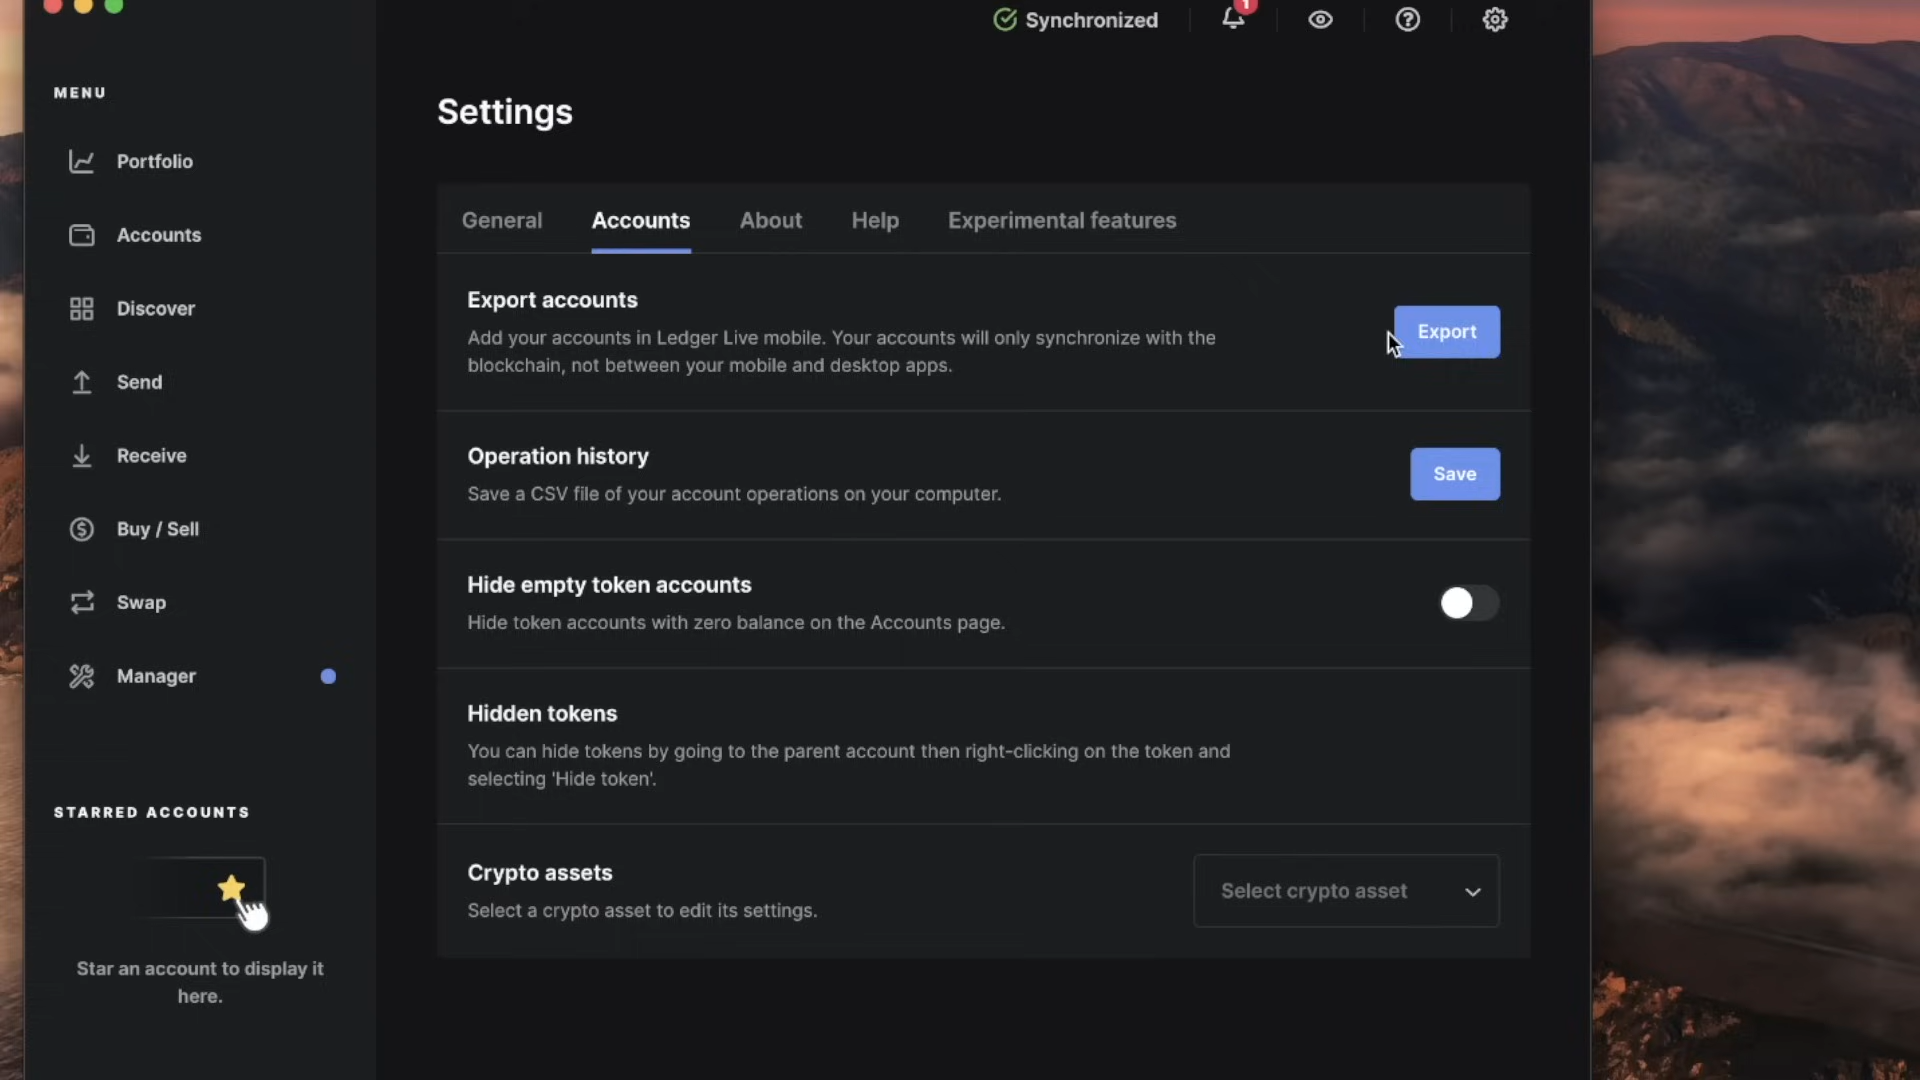 Synchronized
1
MENU
Portfolio
Accounts
Discover
Send
Receive
Buy / Sell
Swap
Manager
STARRED ACCOUNTS
Star an account to display it
here.
Settings
General Accounts About Help Experimental features
Export accounts
Add your accounts in Ledger Live mobile. Your accounts will only synchronize with the
blockchain, not between your mobile and desktop apps.
Export
Operation history
Save a CSV file of your account operations on your computer.
Save
Hide empty token accounts
Hide token accounts with zero balance on the Accounts page.
Hidden tokens
You can hide tokens by going to the parent account then right-clicking on the token and
selecting 'Hide token'.
Crypto assets
Select a crypto asset to edit its settings.
Select crypto asset